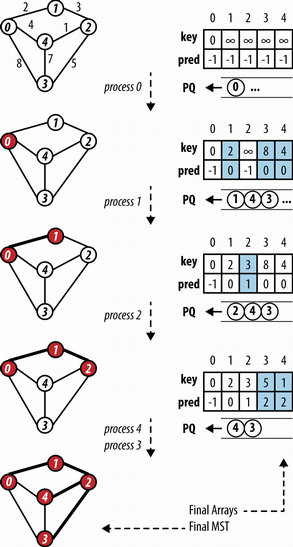 2 1 3 0 1 2 3 4
0 4 4 1 2 key 0 ∞ ∞ ∞ ∞
8 7 5 pred -1 -1 -1 -1 -1
3 PQ 0 ...
process 0
0 1 2 3 4
1 key 0 2 ∞ 8 4
0 4 2 pred -1 0 -1 0 0
3 PQ 1 4 3 ...
process 1
0 1 2 3 4
1 key 0 2 3 8 4
0 4 2 pred -1 0 1 0 0
3 PQ 2 4 3
process 2
0 1 2 3 4
1 key 0 2 3 5 1
0 4 2 pred -1 0 1 2 2
3 PQ 4 3
process 4
process 3
1
0 4 2 Final Arrays
3 Final MST